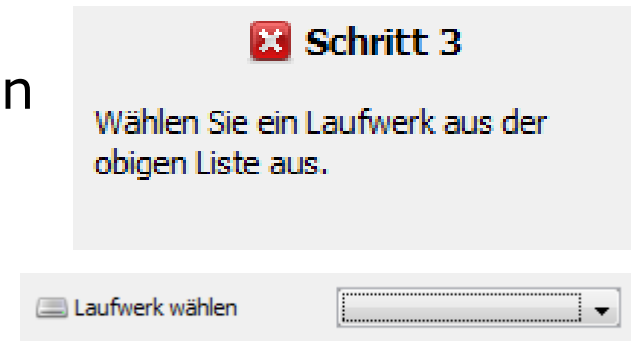 Schritt 3
n
Wählen Sie ein Laufwerk aus der
obigen Liste aus.
Laufwerk wählen